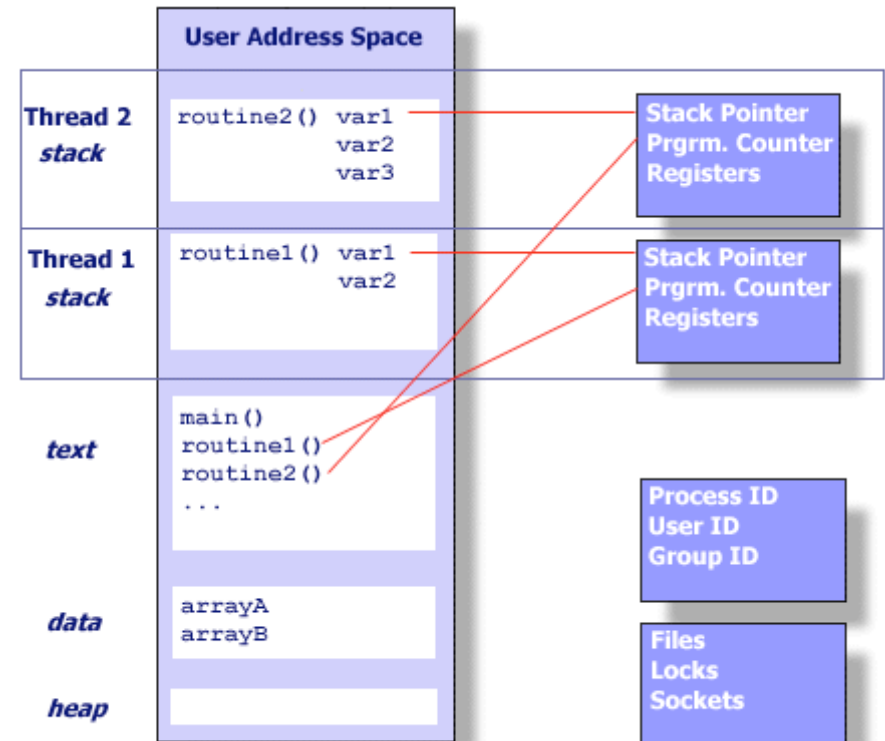 User Address Space
Thread 2
stack
routine2() var1
var2
var3
Stack Pointer
Prgrm. Counter
Registers
Thread 1
stack
routine1() var1
var2
Stack Pointer
Prgrm. Counter
Registers
text
main()
routine1()
routine2()
...
Process ID
User ID
Group ID
data
arrayA
arrayB
Files
Locks
Sockets
heap